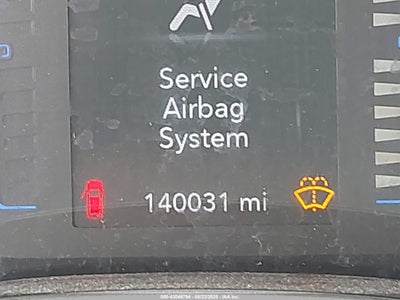 Service
Airbag
System
140031 mi